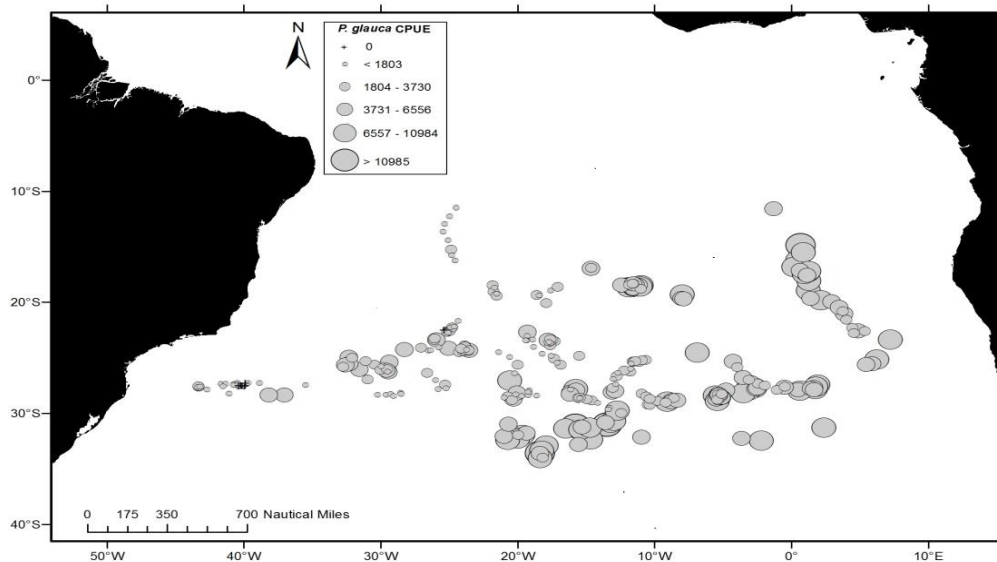 N
P. glauca CPUE
0
< 1803
1804 - 3730
3731 - 6556
6557 - 10984
> 10985
0°
10°S
20°S
30°S
40°S
0 175 350 700 Nautical Miles
50°W 40°W 30°W 20°W 10°W 0° 10°E